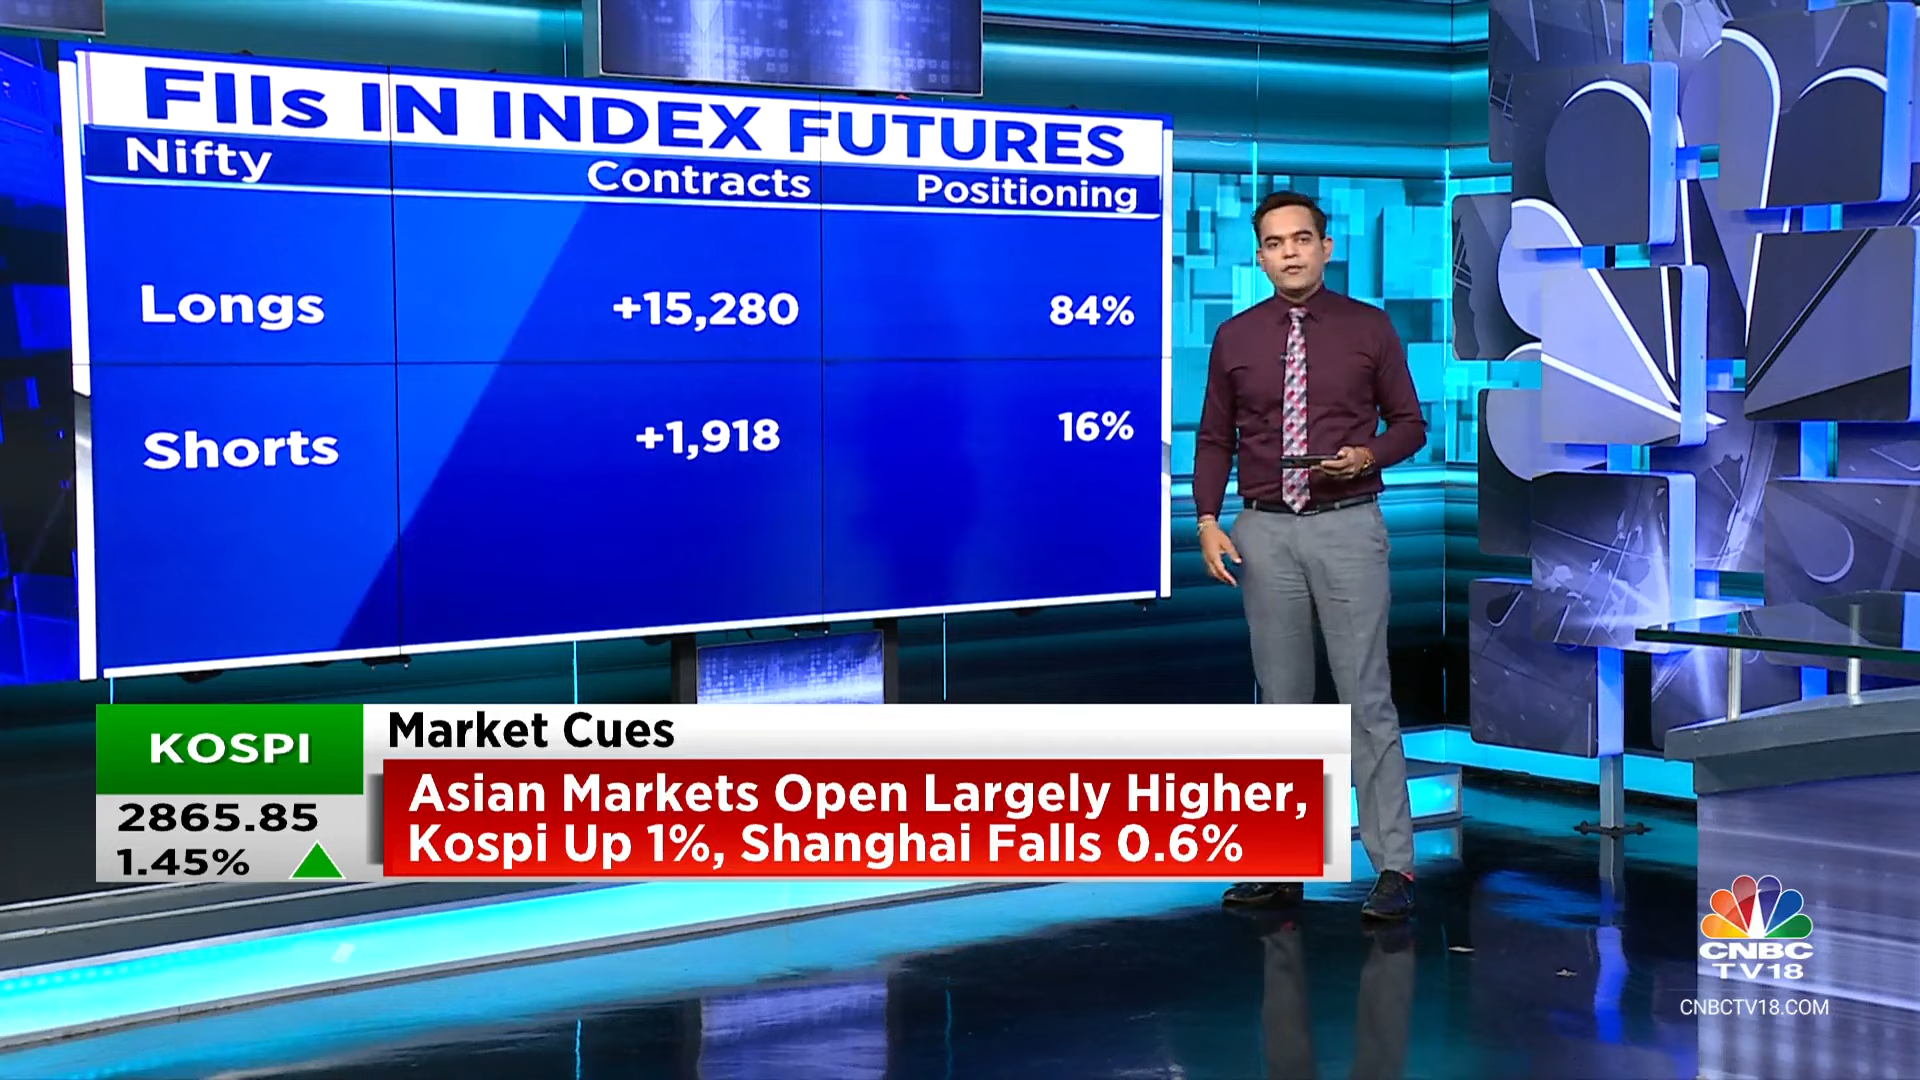 FIIs IN INDEX FUTURES
Nifty Contracts Positioning
Longs +15,280 84%
Shorts +1,918 16%
KOSPI
2865.85
1.45%
Market Cues
Asian Markets Open Largely Higher,
Kospi Up 1%, Shanghai Falls 0.6%
CNBC
TV18
CNBCTV18.COM